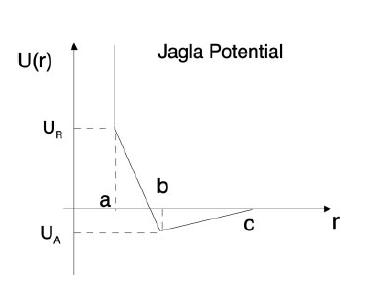 Jagla Potential
U(r)
U_R
a
b
U_A
c
r